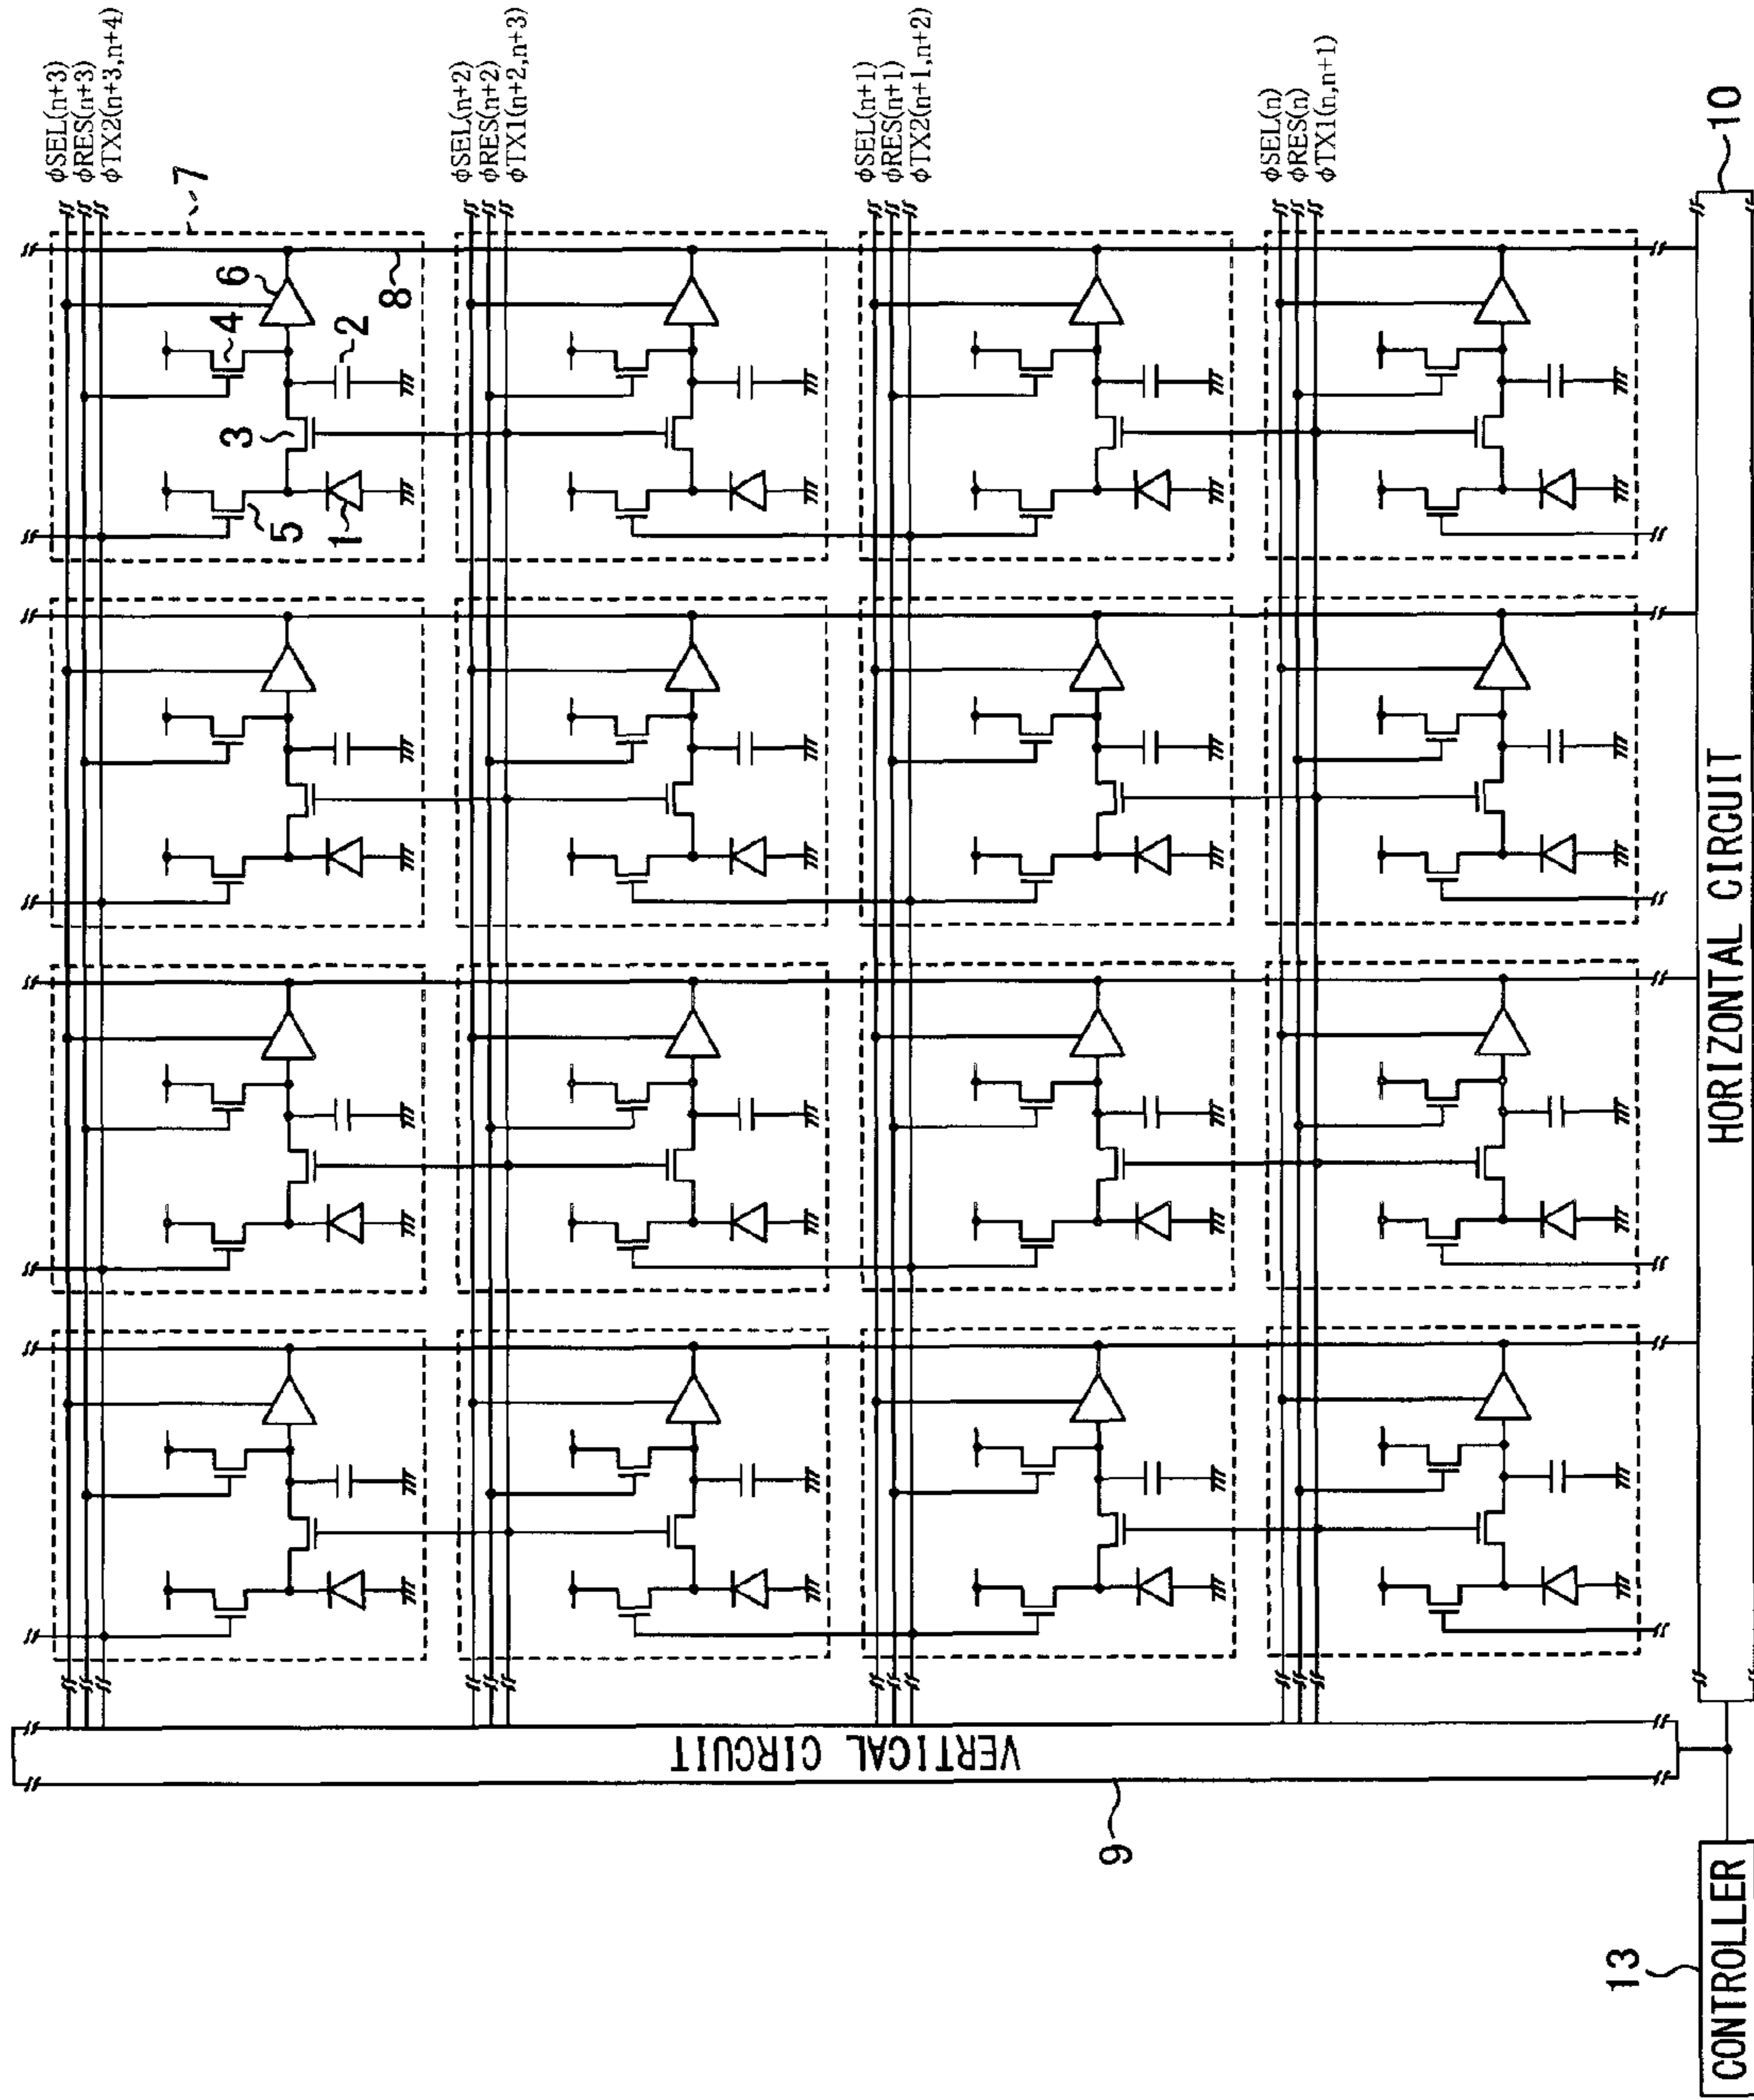 φSEL(n+3)
φRES(n+3)
φTX2(n+3,n+4)
7
6
4
2
3
8
5
1
φSEL(n+2)
φRES(n+2)
φTX1(n+2,n+3)
φSEL(n+1)
φRES(n+1)
φTX2(n+1,n+2)
φSEL(n)
φRES(n)
φTX1(n,n+1)
10
VERTICAL CIRCUIT
HORIZONTAL CIRCUIT
9
13
CONTROLLER